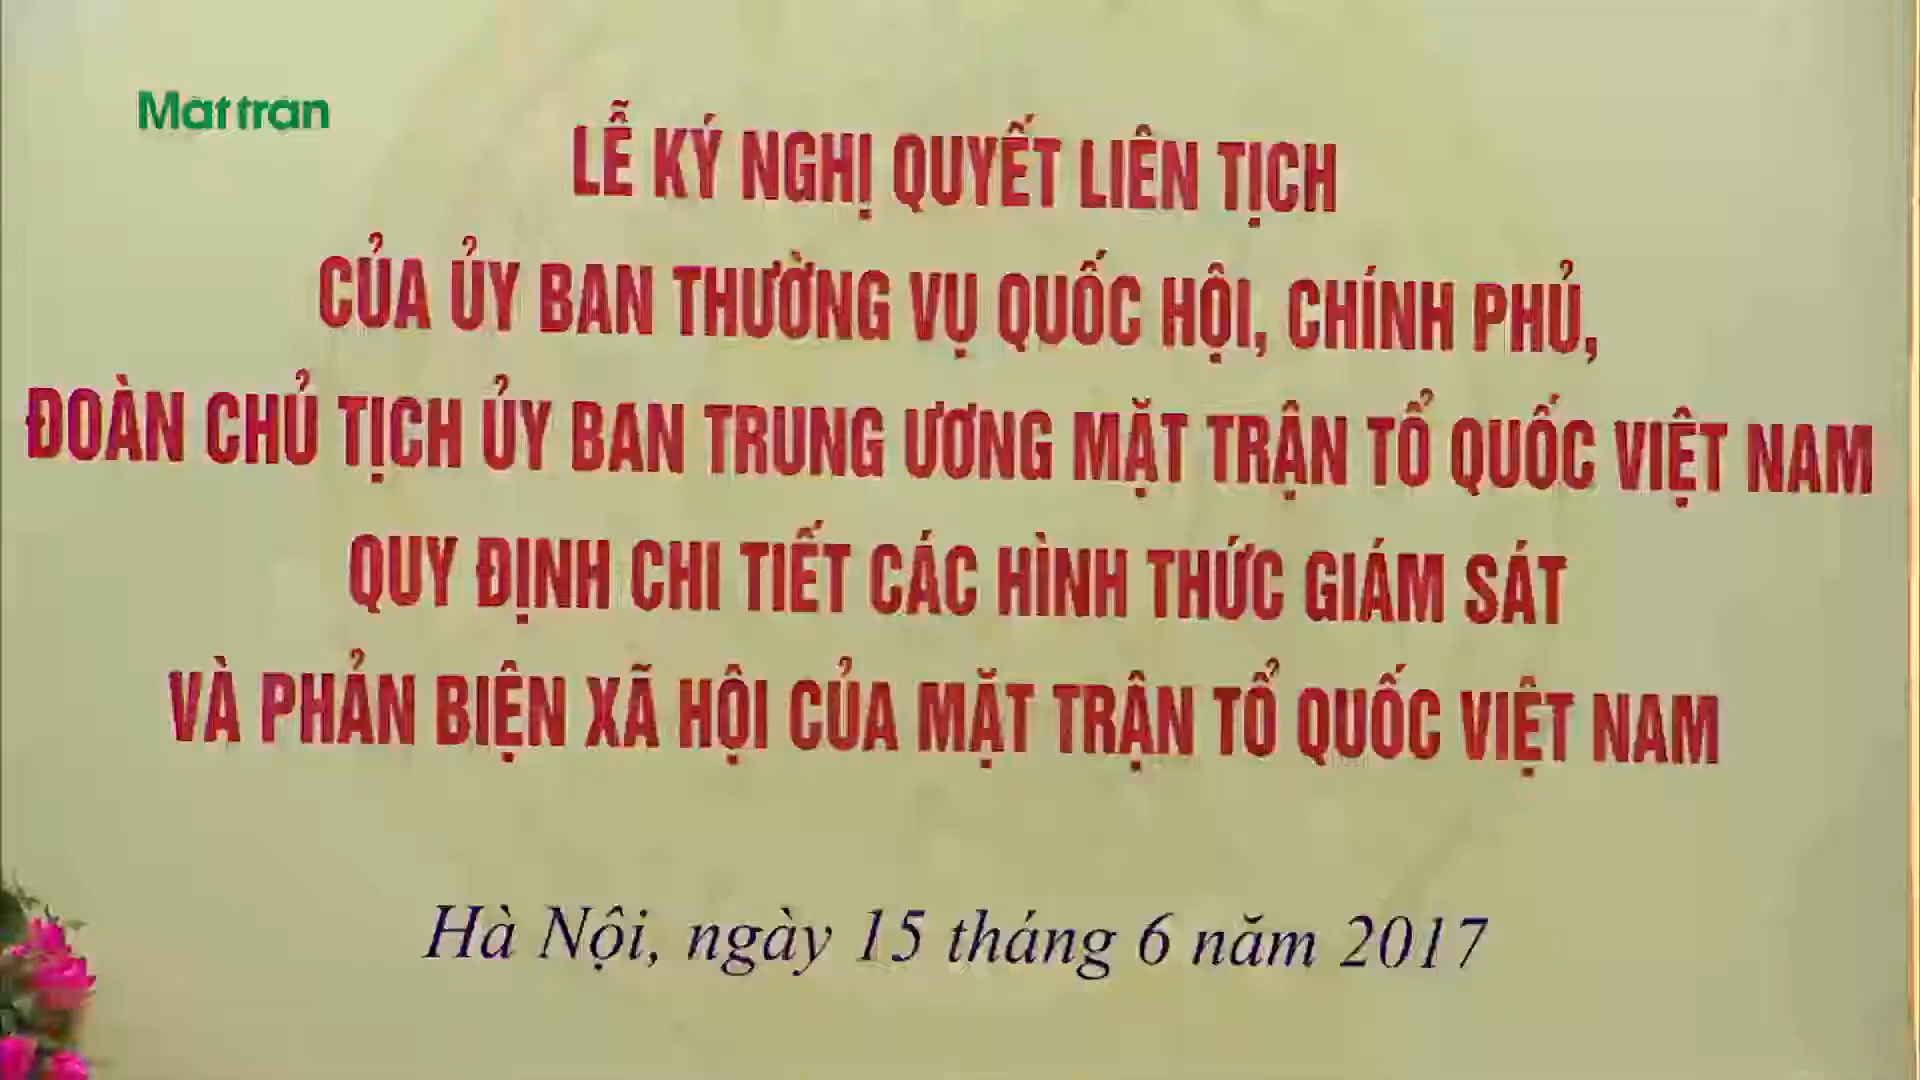 Mặt trận
LỄ KÝ NGHỊ QUYẾT LIÊN TỊCH
CỦA ỦY BAN THƯỜNG VỤ QUỐC HỘI, CHÍNH PHỦ,
ĐOÀN CHỦ TỊCH ỦY BAN TRUNG ƯƠNG MẶT TRẬN TỔ QUỐC VIỆT NAM
QUY ĐỊNH CHI TIẾT CÁC HÌNH THỨC GIÁM SÁT
VÀ PHẢN BIỆN XÃ HỘI CỦA MẶT TRẬN TỔ QUỐC VIỆT NAM
Hà Nội, ngày 15 tháng 6 năm 2017